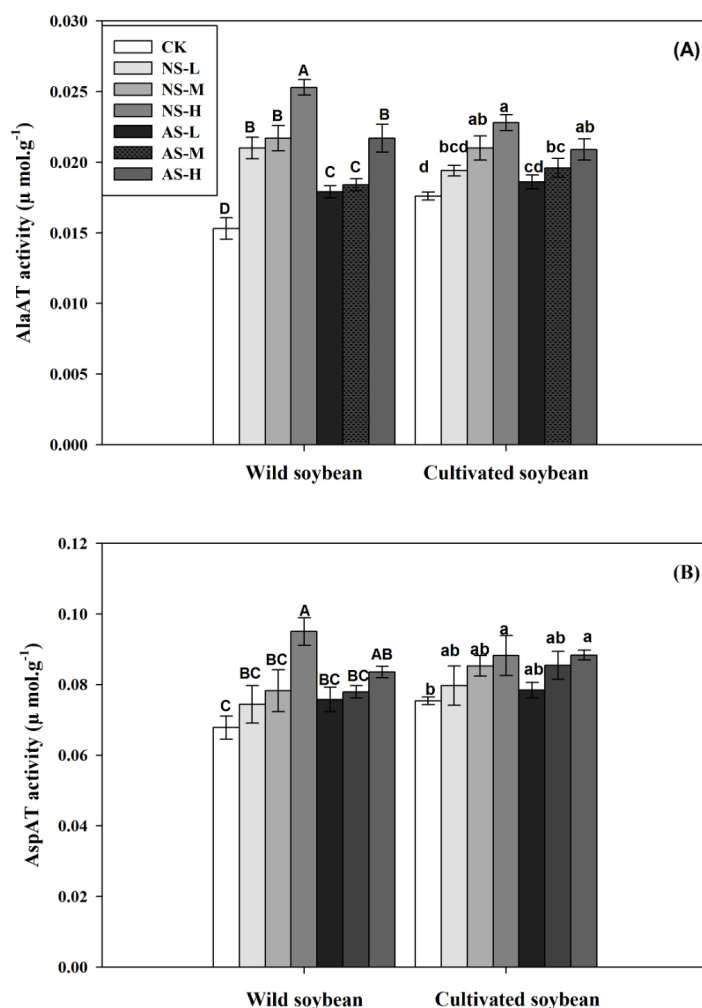 (A)
CK
NS-L
NS-M
NS-H
AS-L
AS-M
AS-H
AlaAT activity (μ mol.g⁻¹)
0.030
0.025
0.020
0.015
0.010
0.005
0.000
D B B A C C B
d bcd ab a cd bc ab
Wild soybean Cultivated soybean
(B)
AspAT activity (μ mol.g⁻¹)
0.12
0.10
0.08
0.06
0.04
0.02
0.00
C BC BC A BC BC AB
b ab ab a ab ab a
Wild soybean Cultivated soybean